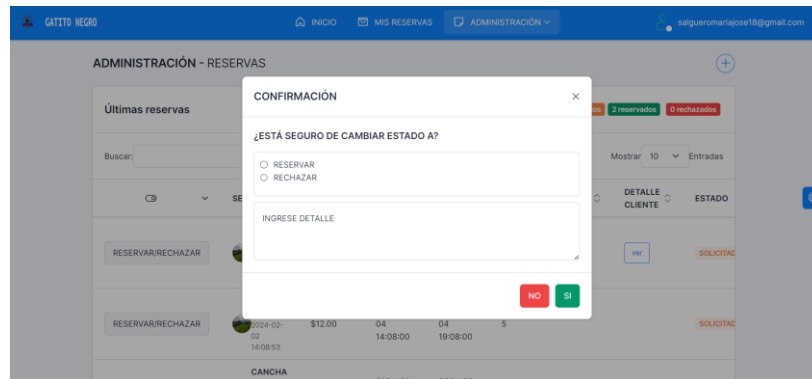 GATITO NEGRO
INICIO
MIS RESERVAS
ADMINISTRACIÓN
salgueromariajose18@gmail.com
ADMINISTRACIÓN - RESERVAS
Últimas reservas
2 reservados
0 rechazados
CONFIRMACIÓN
×
¿ESTÁ SEGURO DE CAMBIAR ESTADO A?
RESERVAR
RECHAZAR
INGRESE DETALLE
NO
SI
Buscar:
Mostrar 10 Entradas
SE
DETALLE
CLIENTE
ESTADO
RESERVAR/RECHAZAR
ver
SOLICITAD
RESERVAR/RECHAZAR
2024-02-
02
14:08:53
$12.00
04
14:08:00
04
19:08:00
5
SOLICITAD
CANCHA